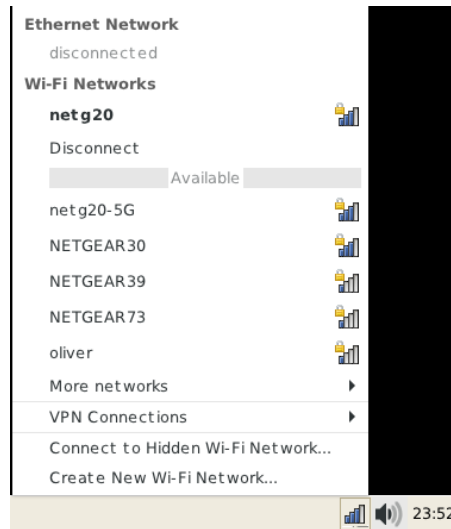 Ethernet Network
disconnected
Wi-Fi Networks
netg20
Disconnect
Available
netg20-5G
NETGEAR30
NETGEAR39
NETGEAR73
oliver
More networks
VPN Connections
Connect to Hidden Wi-Fi Network...
Create New Wi-Fi Network...
23:52